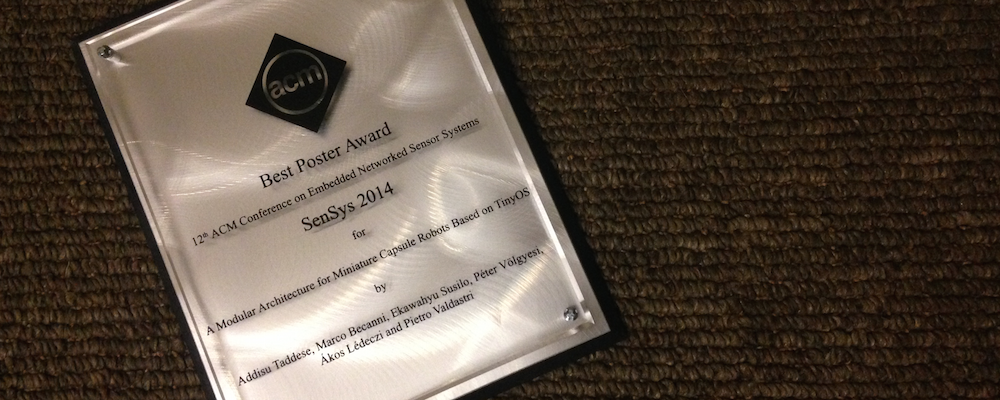 acm
Best Poster Award
12th ACM Conference on Embedded Networked Sensor Systems
SenSys 2014
for
A Modular Architecture for Miniature Capsule Robots Based on TinyOS
by
Addisu Taddese, Marco Becanni, Ekawahyu Susilo, Péter Völgyesi,
Ákos Lédeczi and Pietro Valdastri